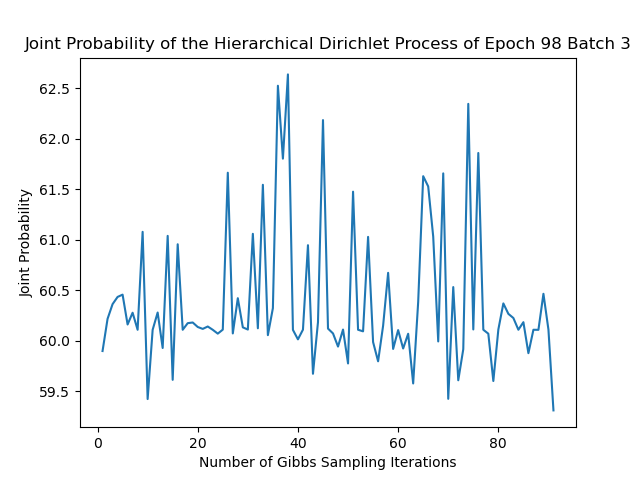 Joint Probability of the Hierarchical Dirichlet Process of Epoch 98 Batch 3
62.5
62.0
61.5
61.0
60.5
60.0
59.5
Joint Probability
0 20 40 60 80
Number of Gibbs Sampling Iterations